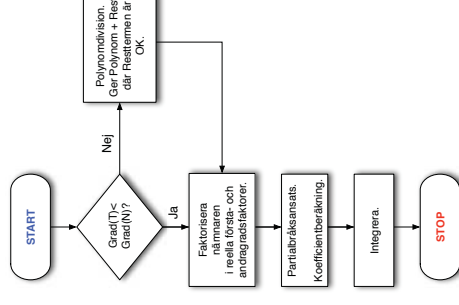 START
Grad(T)<
Grad(N)?
Nej
Polynomdivision.
Ger Polynom +
där Resttermen är
OK.
Ja
Faktorisera
nämnaren
i reella första- och
andragradsfaktorer.
Partialbråksansats.
Koefficientberäkning.
Integrera.
STOP